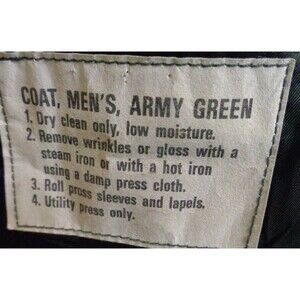 COAT, MEN'S, ARMY GREEN
1. Dry clean only, low moisture.
2. Remove wrinkles or gloss with a
steam iron or with a hot iron
using a damp press cloth.
3. Roll pross sleeves and lapels.
4. Utility press only.